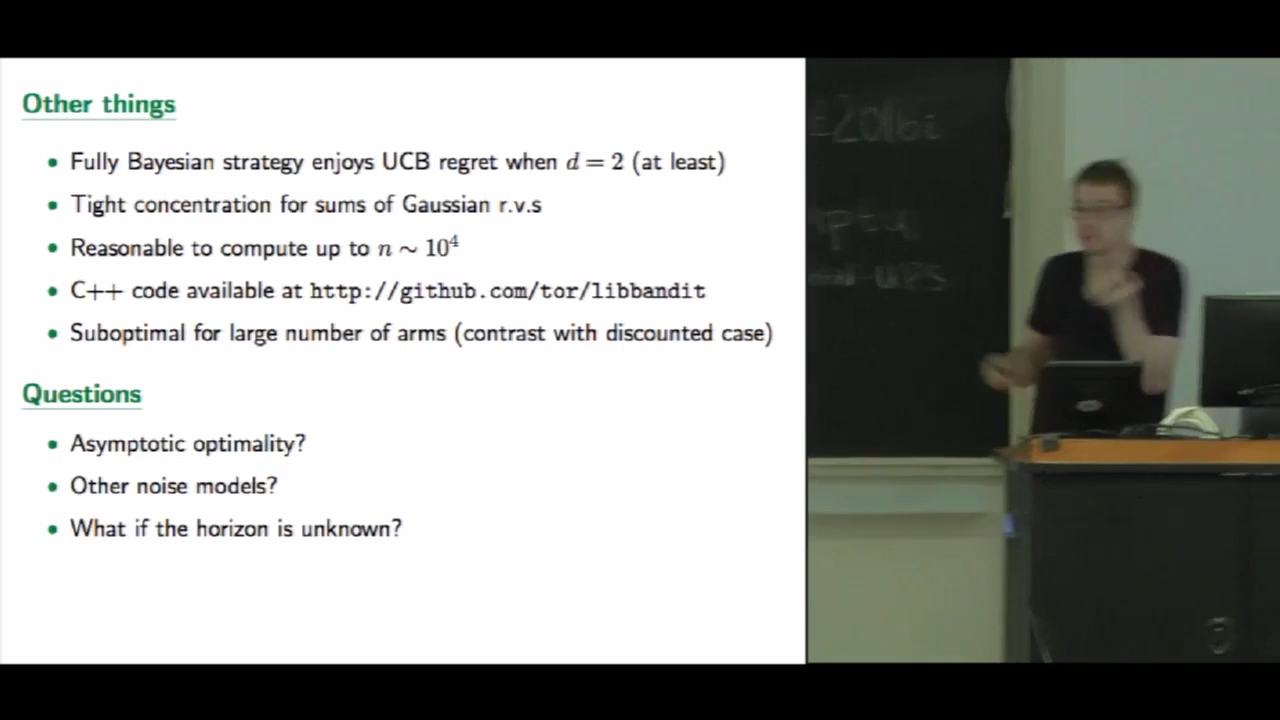 Other things
• Fully Bayesian strategy enjoys UCB regret when d = 2 (at least)
• Tight concentration for sums of Gaussian r.v.s
• Reasonable to compute up to n ∼ 10⁴
• C++ code available at http://github.com/tor/libbandit
• Suboptimal for large number of arms (contrast with discounted case)
Questions
• Asymptotic optimality?
• Other noise models?
• What if the horizon is unknown?